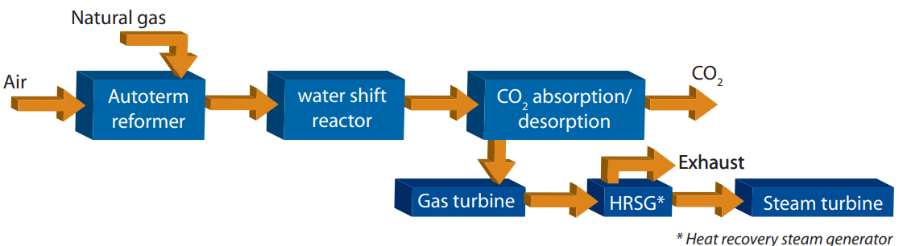 Natural gas
Air
Autoterm
reformer
water shift
reactor
CO₂ absorption/
desorption
CO₂
Gas turbine
HRSG*
Exhaust
Steam turbine
* Heat recovery steam generator